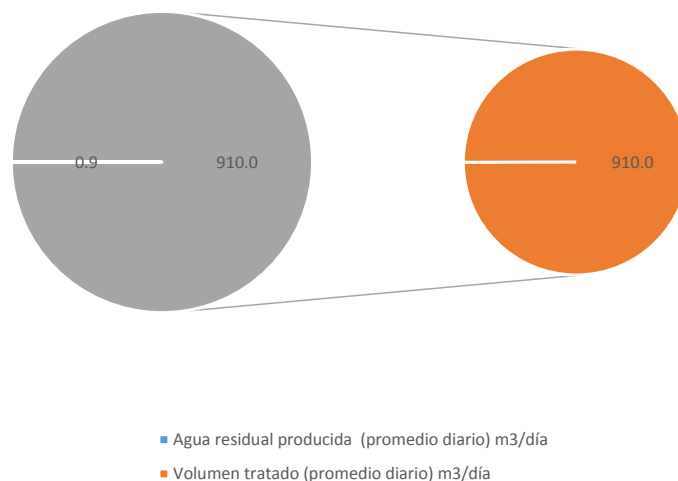 0.9
910.0
910.0
Agua residual producida (promedio diario) m3/día
Volumen tratado (promedio diario) m3/día